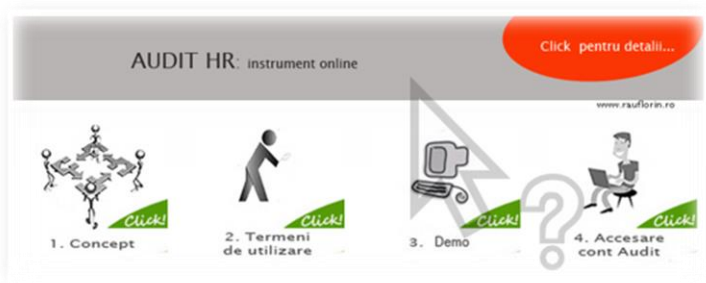 AUDIT HR: instrument online
Click pentru detalii...
www.rauflorin.ro
Click!
Click!
Click!
Click!
1. Concept
2. Termeni
de utilizare
3. Demo
4. Accesare
cont Audit
?